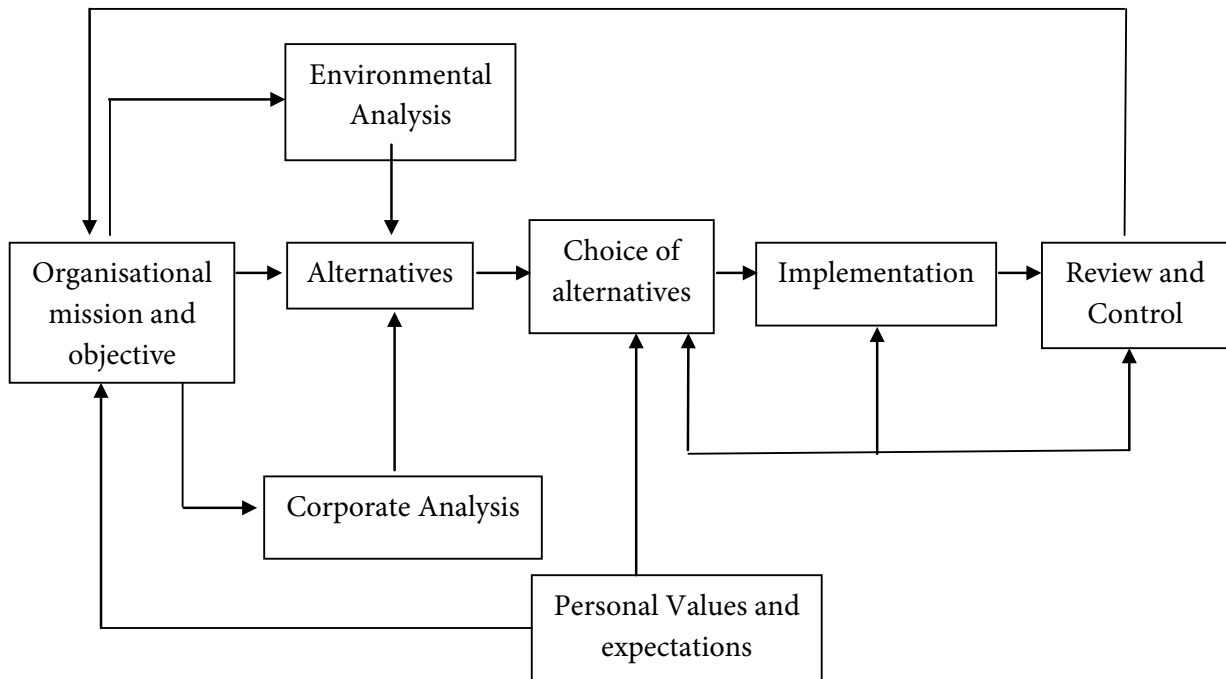 Environmental
Analysis
Organisational
mission and
objective
Alternatives
Choice of
alternatives
Implementation
Review and
Control
Corporate Analysis
Personal Values and
expectations